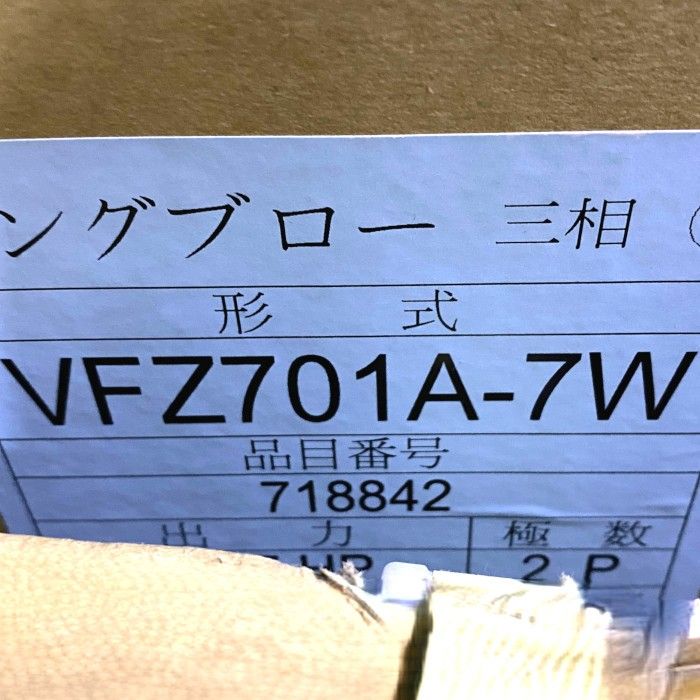 ングブロー 三相 (
形 式
VFZ701A-7W
品目番号
718842
出 力 極 数
HP 2 P